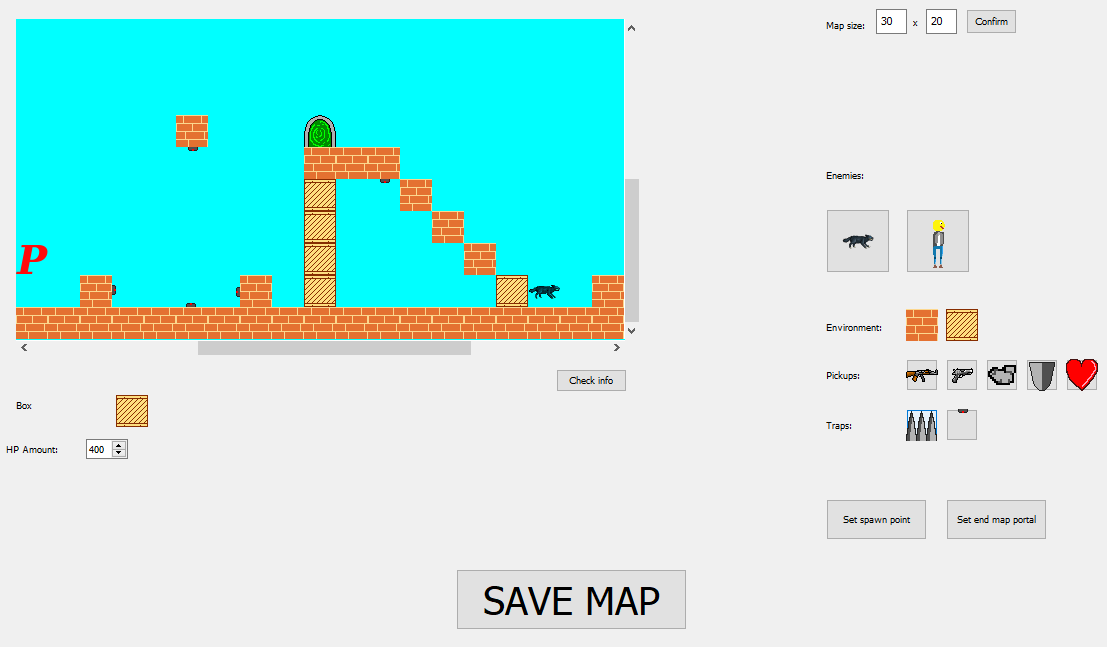 Map size: 30 x 20 Confirm
Enemies:
P
Environment:
Pickups:
Check info
Box
Traps:
HP Amount: 400
Set spawn point Set end map portal
SAVE MAP